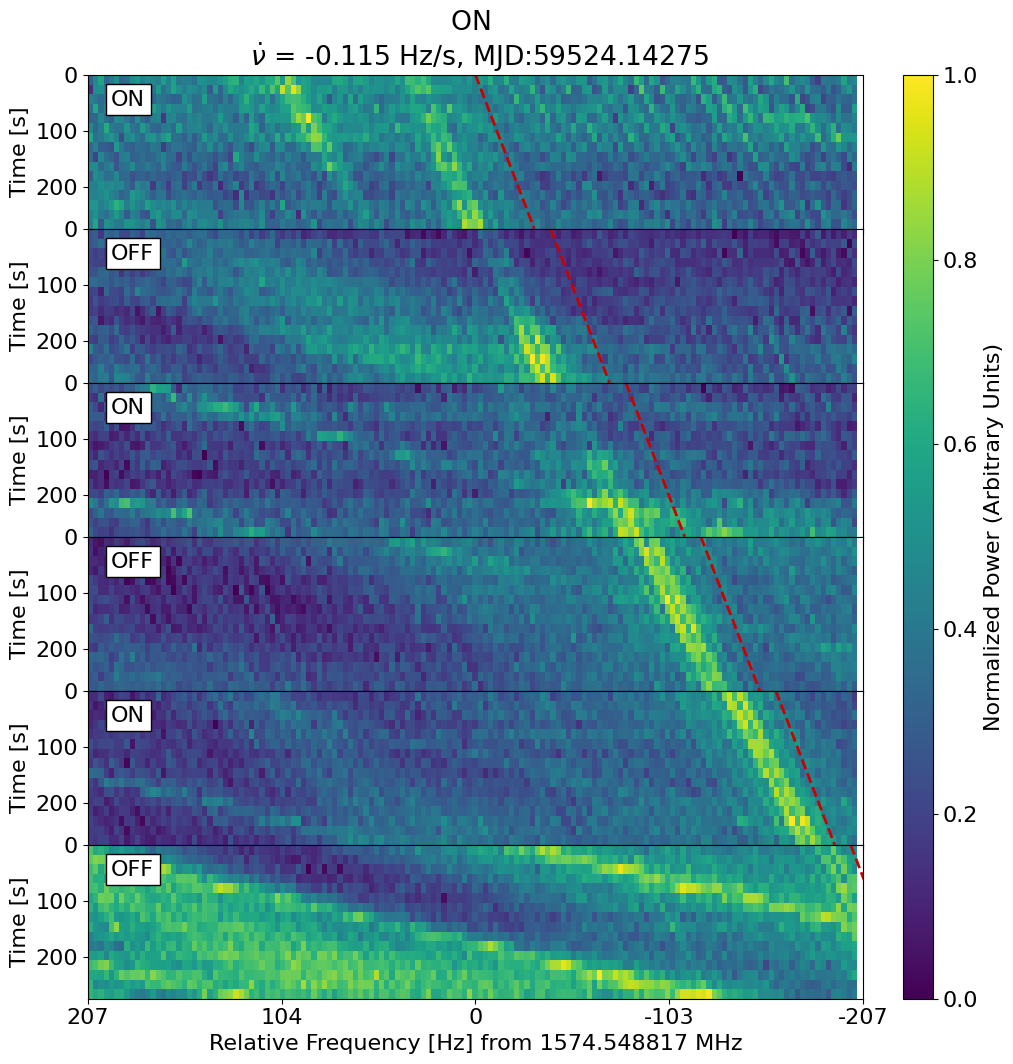 ON
ν̇ = -0.115 Hz/s, MJD:59524.14275
0
ON
100
200
Time [s]
0
OFF
100
200
Time [s]
0
ON
100
200
Time [s]
0
OFF
100
200
Time [s]
0
ON
100
200
Time [s]
0
OFF
100
200
Time [s]
207 104 0 -103 -207
Relative Frequency [Hz] from 1574.548817 MHz
1.0
0.8
0.6
0.4
0.2
0.0
Normalized Power (Arbitrary Units)